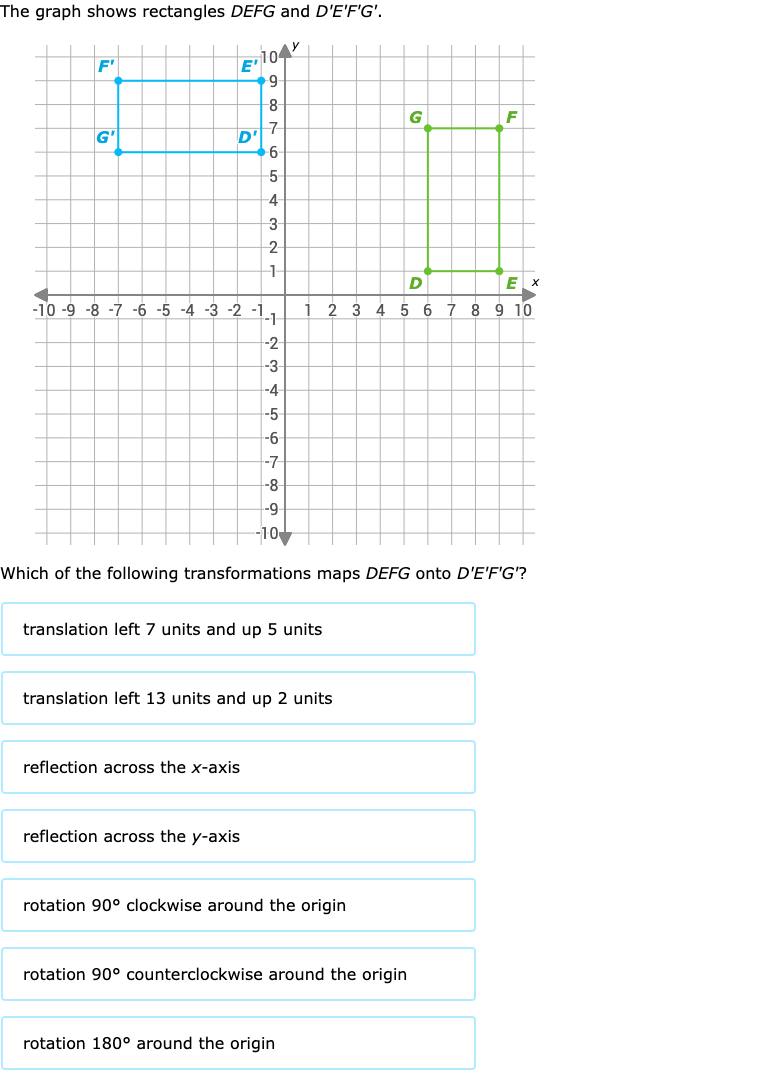 The graph shows rectangles DEFG and D'E'F'G'.
y
10
F' E'
9
8
G F
7
G' D'
6
5
4
3
2
1
D E x
-10 -9 -8 -7 -6 -5 -4 -3 -2 -1 1 2 3 4 5 6 7 8 9 10
-1
-2
-3
-4
-5
-6
-7
-8
-9
-10
Which of the following transformations maps DEFG onto D'E'F'G'?
translation left 7 units and up 5 units
translation left 13 units and up 2 units
reflection across the x-axis
reflection across the y-axis
rotation 90° clockwise around the origin
rotation 90° counterclockwise around the origin
rotation 180° around the origin